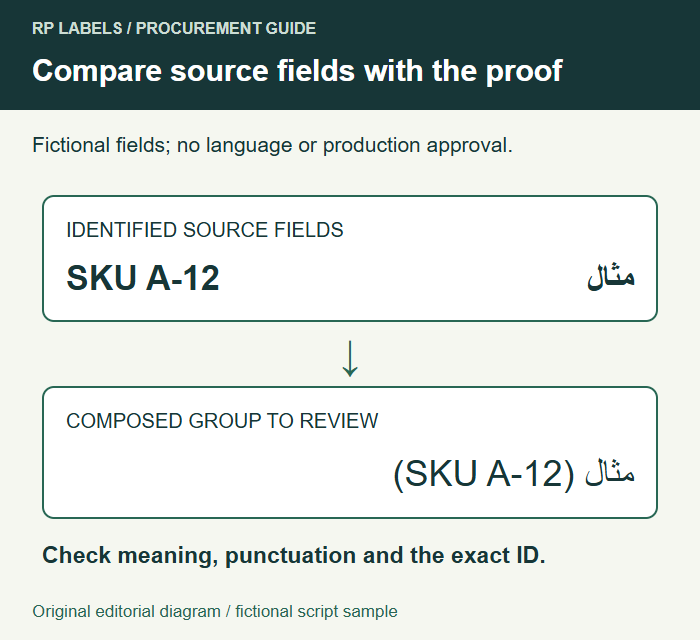 RP LABELS / PROCUREMENT GUIDE
Compare source fields with the proof
Fictional fields; no language or production approval.
IDENTIFIED SOURCE FIELDS
SKU A-12 مثال
↓
COMPOSED GROUP TO REVIEW
مثال (SKU A-12)
Check meaning, punctuation and the exact ID.
Original editorial diagram / fictional script sample